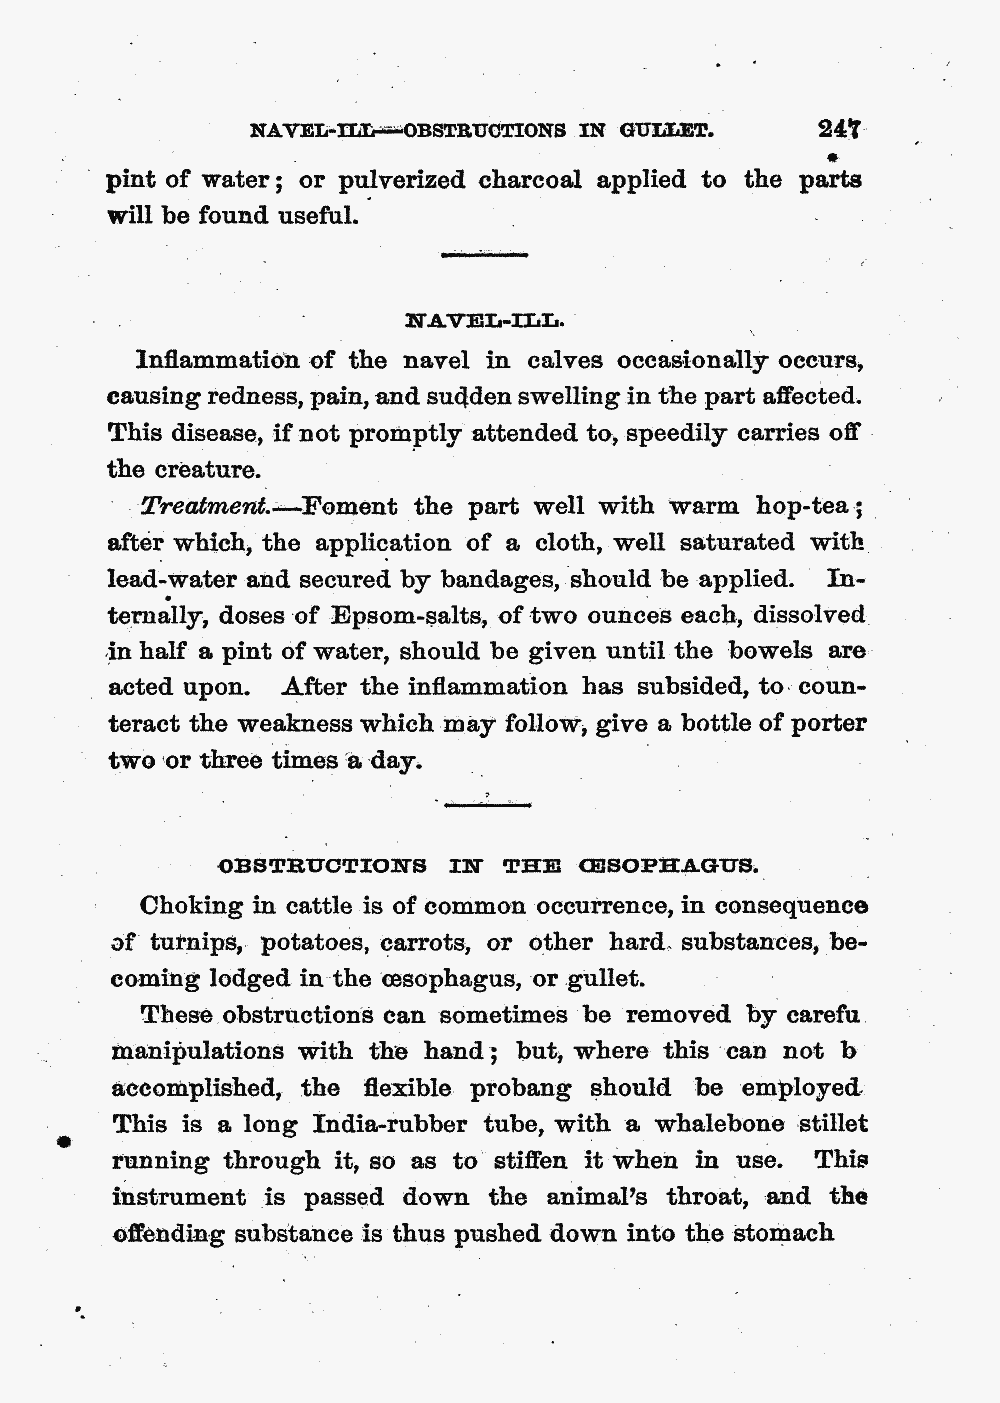 NAVEL-ILL—OBSTRUCTIONS IN GULLET. 247
pint of water; or pulverized charcoal applied to the parts
will be found useful.
NAVEL-ILL.
Inflammation of the navel in calves occasionally occurs,
causing redness, pain, and sudden swelling in the part affected.
This disease, if not promptly attended to, speedily carries off
the creature.
Treatment.—Foment the part well with warm hop-tea;
after which, the application of a cloth, well saturated with
lead-water and secured by bandages, should be applied. In-
ternally, doses of Epsom-salts, of two ounces each, dissolved
in half a pint of water, should be given until the bowels are
acted upon. After the inflammation has subsided, to coun-
teract the weakness which may follow, give a bottle of porter
two or three times a day.
OBSTRUCTIONS IN THE ŒSOPHAGUS.
Choking in cattle is of common occurrence, in consequence
of turnips, potatoes, carrots, or other hard substances, be-
coming lodged in the œsophagus, or gullet.
These obstructions can sometimes be removed by carefu
manipulations with the hand; but, where this can not b
accomplished, the flexible probang should be employed
This is a long India-rubber tube, with a whalebone stillet
running through it, so as to stiffen it when in use. This
instrument is passed down the animal's throat, and the
offending substance is thus pushed down into the stomach